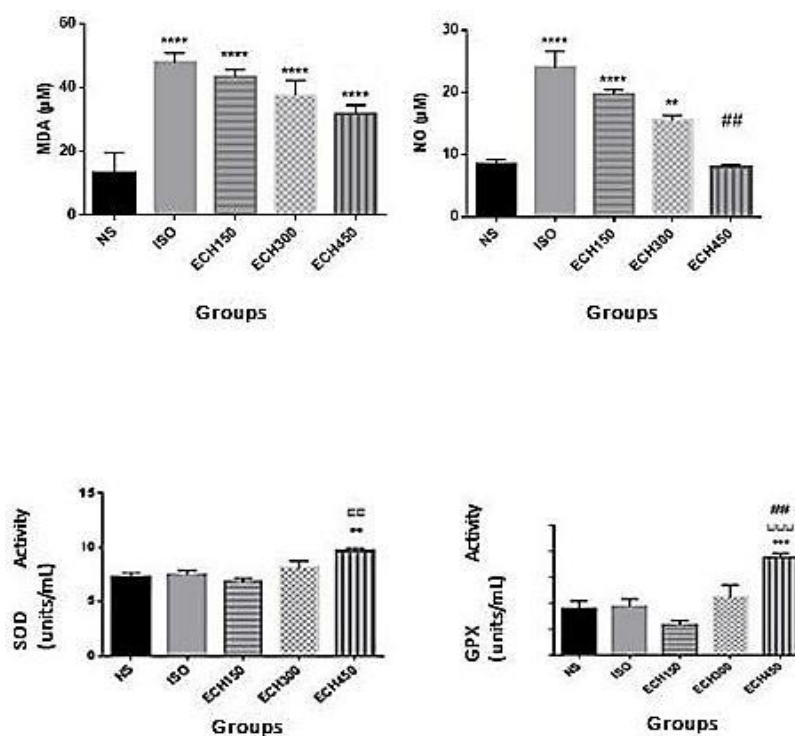 60
40
20
0
MDA (µM)
****
****
****
****
NS
ISO
ECH150
ECH300
ECH450
Groups
30
20
10
0
NO (µM)
****
****
**
##
NS
ISO
ECH150
ECH300
ECH450
Groups
15
10
5
0
SOD Activity
(units/mL)
**
NS
ISO
ECH150
ECH300
ECH450
Groups
GPX Activity
(units/mL)
##
***
NS
ISO
ECH150
ECH300
ECH450
Groups